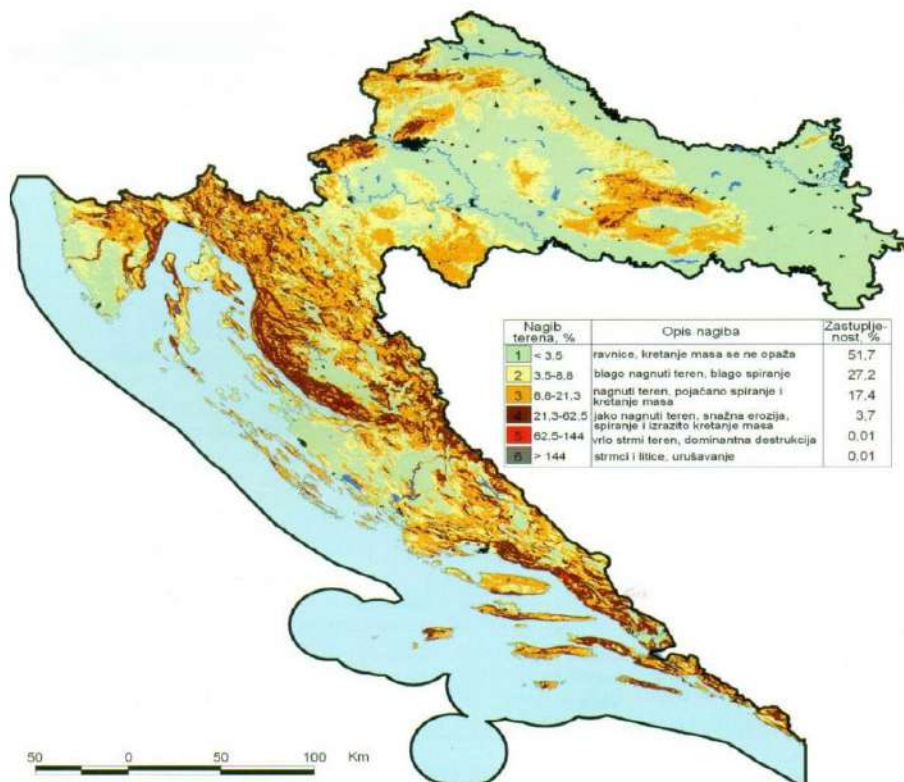 Nagib terena, %
Opis nagiba
Zastuplje-nost, %
1 < 3.5 ravnice, kretanje masa se ne opaža 51,7
2 3.5-8.8 blago nagnuti teren, blago spiranje 27,2
3 8.8-21.3 nagnuti teren, pojačano spiranje i 17,4
kretanje masa
4 21.3-62.5 jako nagnuti teren, snažna erozija, 3,7
spiranje i izrazito kretanje masa
5 62.5-144 vrlo strmi teren, dominantna destrukcija 0,01
6 > 144 strmci i litice, urušavanje 0,01
50 0 50 100 Km